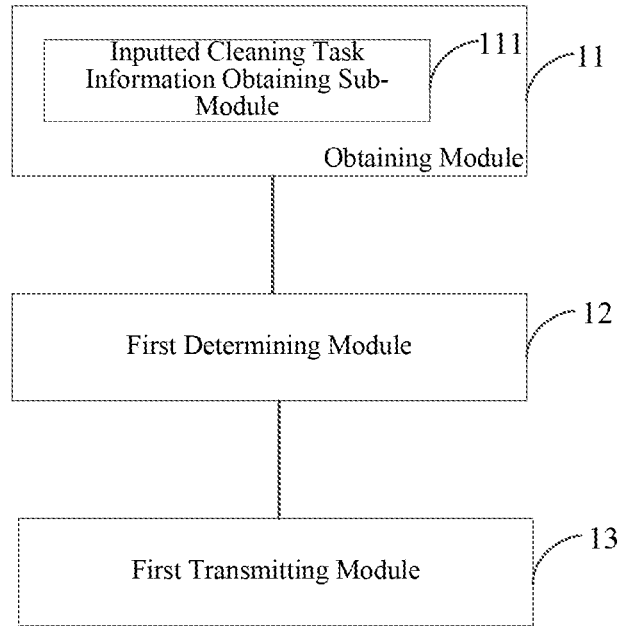 Inputted Cleaning Task
Information Obtaining Sub-
Module
111
11
Obtaining Module
First Determining Module
12
First Transmitting Module
13